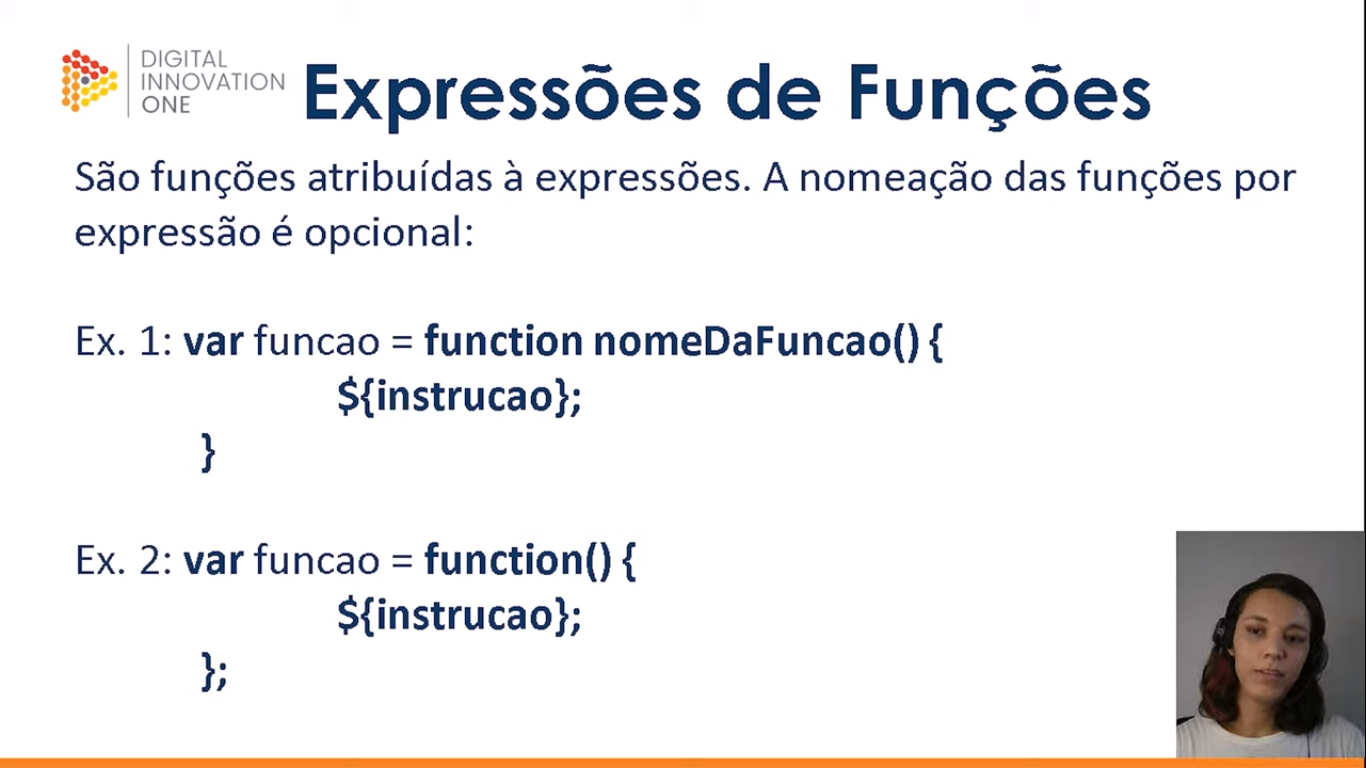 DIGITAL
INNOVATION
ONE
Expressões de Funções
São funções atribuídas à expressões. A nomeação das funções por
expressão é opcional:
Ex. 1: var funcao = function nomeDaFuncao() {
${instrucao};
}
Ex. 2: var funcao = function() {
${instrucao};
};